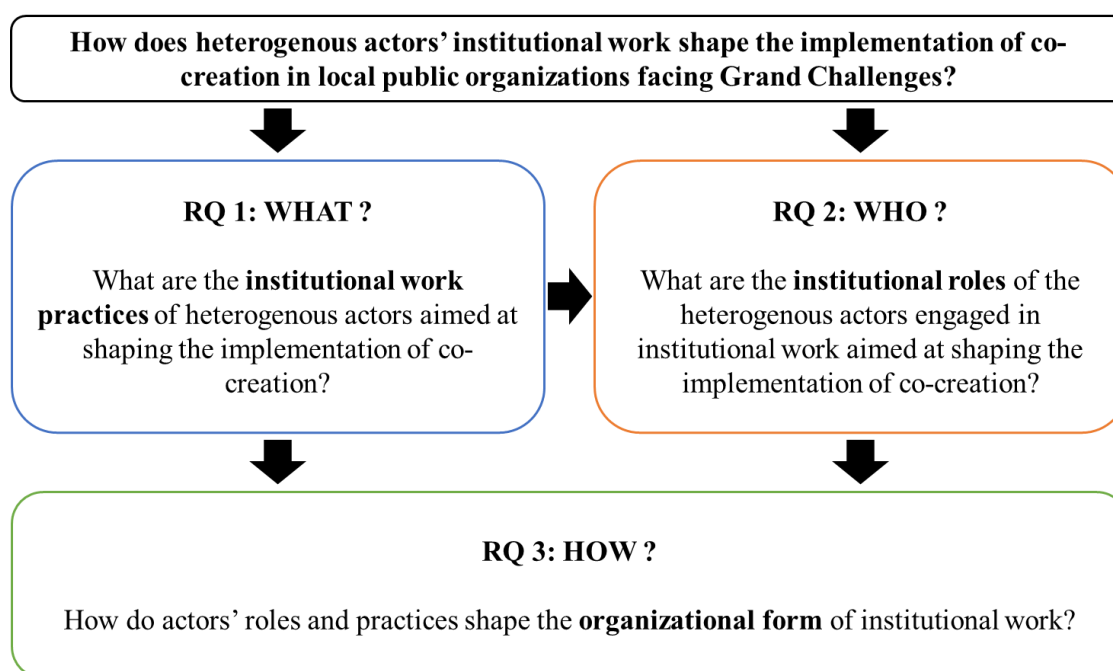 How does heterogenous actors’ institutional work shape the implementation of co-
creation in local public organizations facing Grand Challenges?
RQ 1: WHAT ?
What are the institutional work
practices of heterogenous actors aimed at
shaping the implementation of co-
creation?
RQ 2: WHO ?
What are the institutional roles of the
heterogenous actors engaged in
institutional work aimed at shaping the
implementation of co-creation?
RQ 3: HOW ?
How do actors’ roles and practices shape the organizational form of institutional work?